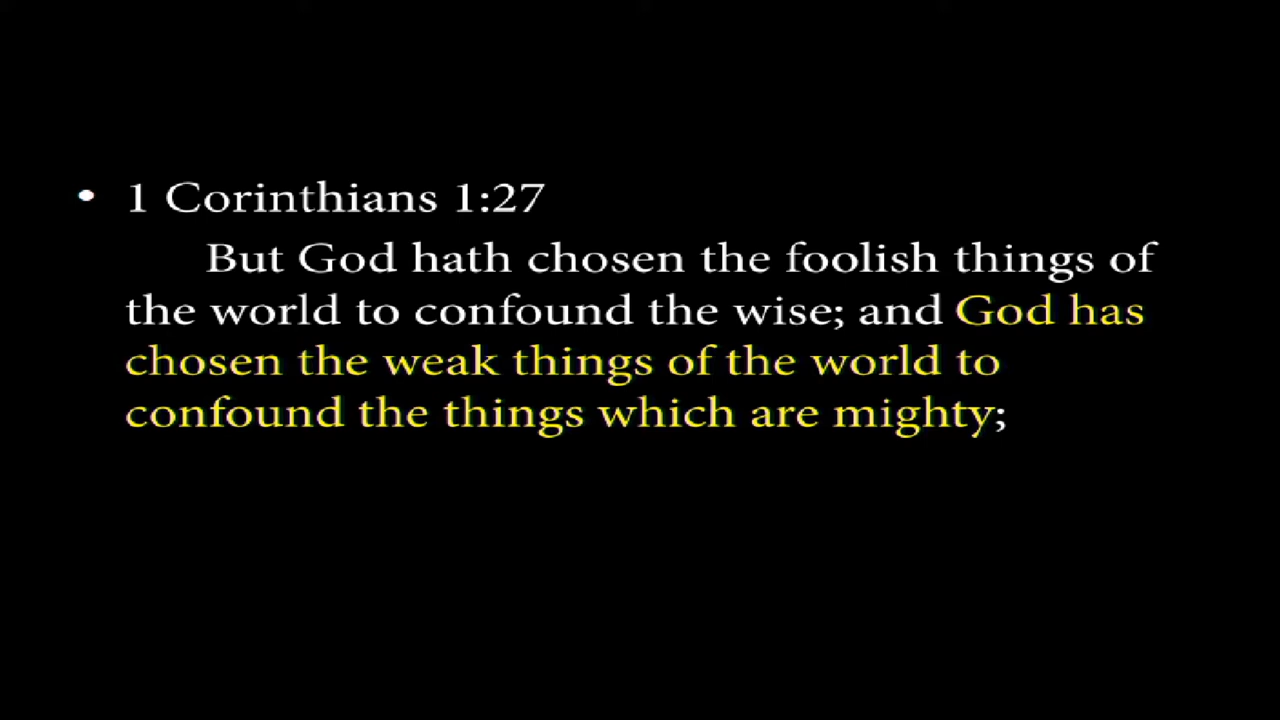 • 1 Corinthians 1:27
But God hath chosen the foolish things of
the world to confound the wise; and God has
chosen the weak things of the world to
confound the things which are mighty;